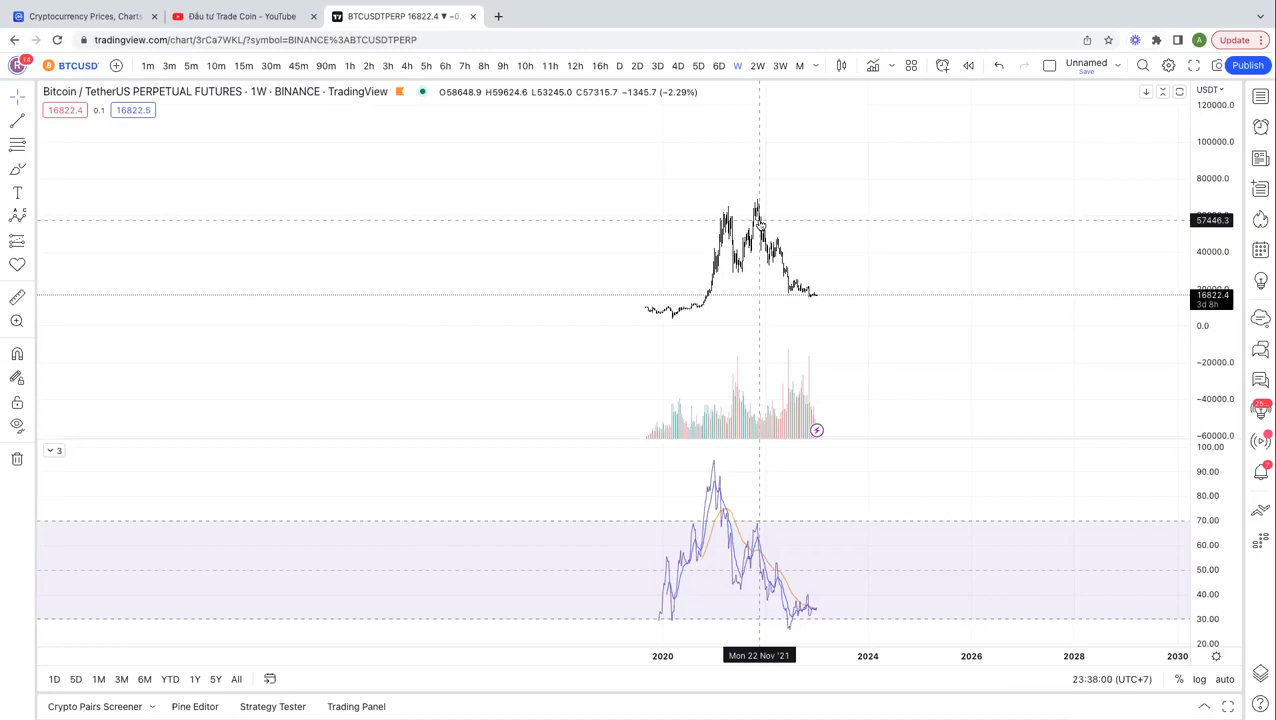 Cryptocurrency Prices, Charts
Đầu tư Trade Coin - YouTube
BTCUSDTPERP 16822.4 ▼ −0.
tradingview.com/chart/3rCa7WKL/?symbol=BINANCE%3ABTCUSDTPERP
A
Update
14
BTCUSD
1m 3m 5m 10m 15m 30m 45m 90m 1h 2h 3h 4h 5h 6h 7h 8h 9h 10h 12h 16h D 2D 3D 4D 5D 6D W 2W 3W M
Unnamed
Save
Publish
Bitcoin / TetherUS PERPETUAL FUTURES · 1W · BINANCE · TradingView
O58648.9 H59624.6 L53245.0 C57315.7 −1345.7 (−2.29%)
USDT
16822.4 0.1 16822.5
120000.0
100000.0
80000.0
57446.3
40000.0
16822.4
3d 8h
0.0
−20000.0
−40000.0
−60000.0
3
100.00
90.00
80.00
70.00
60.00
50.00
40.00
30.00
20.00
7
2020
Mon 22 Nov '21
2024
2026
2028
2030
1D 5D 1M 3M 6M YTD 1Y 5Y All
23:38:00 (UTC+7)
% log auto
Crypto Pairs Screener
Pine Editor
Strategy Tester
Trading Panel